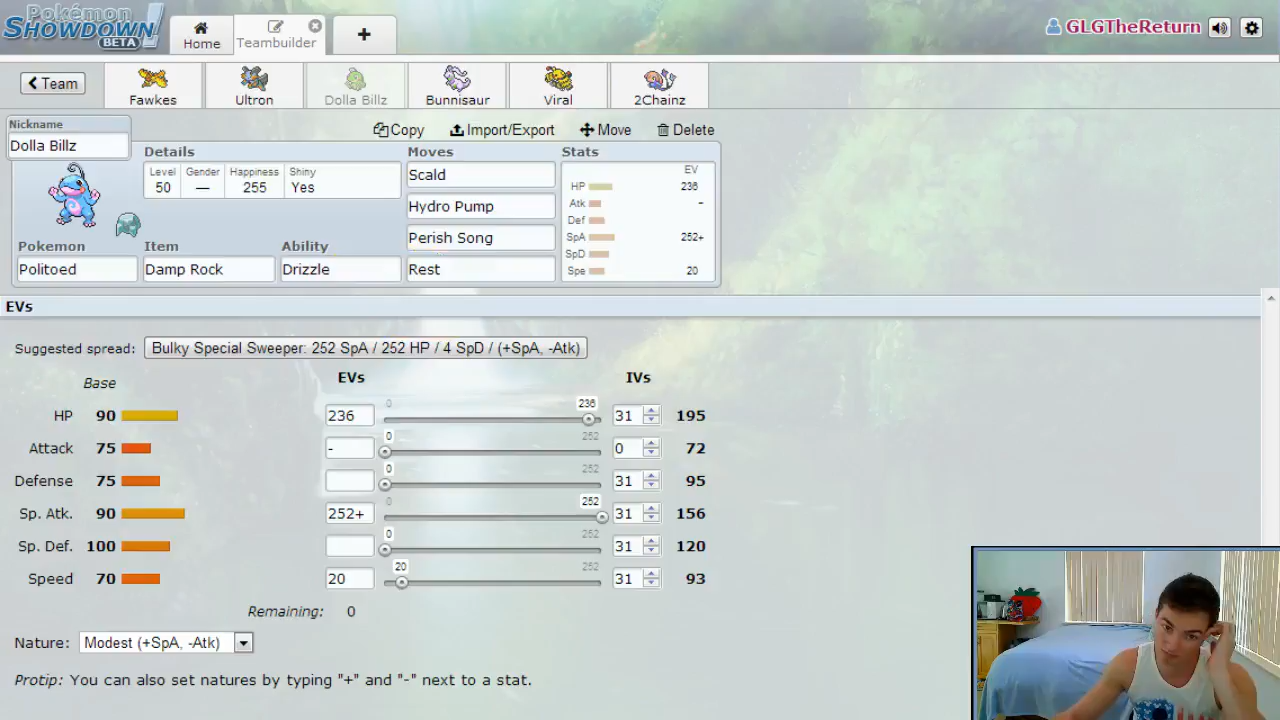 Pokémon
SHOWDOWN!
BETA
Home
Teambuilder
+
GLGTheReturn
Team
Fawkes
Ultron
Dolla Billz
Bunnisaur
Viral
2Chainz
Nickname
Dolla Billz
Copy
Import/Export
Move
Delete
Details
Level
50
Gender
—
Happiness
255
Shiny
Yes
Pokemon
Politoed
Item
Damp Rock
Ability
Drizzle
Moves
Scald
Hydro Pump
Perish Song
Rest
Stats
EV
HP 236
Atk -
Def
SpA 252+
SpD
Spe 20
EVs
Suggested spread: Bulky Special Sweeper: 252 SpA / 252 HP / 4 SpD / (+SpA, -Atk)
Base EVs IVs
HP 90 236 0 236 31 195
Attack 75 - 0 252 0 72
Defense 75 0 252 31 95
Sp. Atk. 90 252+ 0 252 31 156
Sp. Def. 100 0 252 31 120
Speed 70 20 20 252 31 93
Remaining: 0
Nature: Modest (+SpA, -Atk)
Protip: You can also set natures by typing "+" and "-" next to a stat.